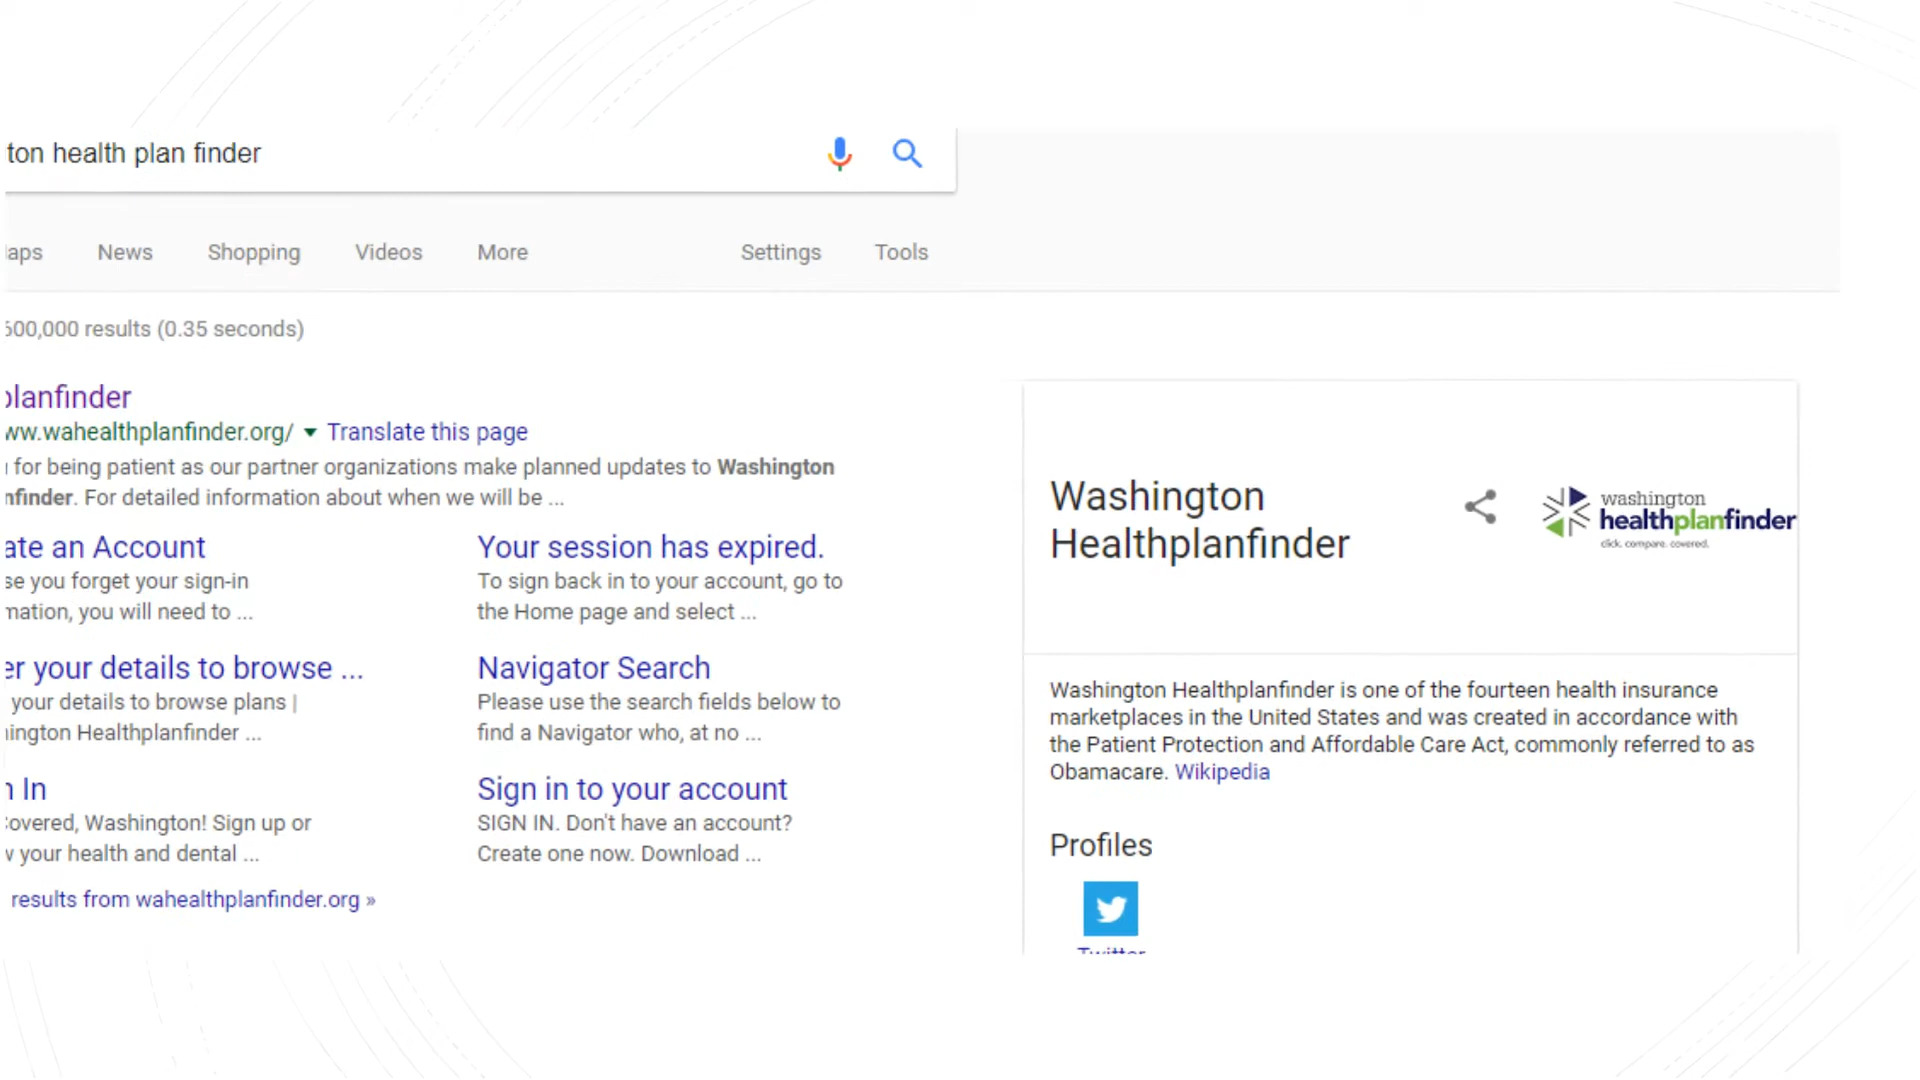 ton health plan finder
News Shopping Videos More Settings Tools
600,000 results (0.35 seconds)
planfinder
ww.wahealthplanfinder.org/ Translate this page
for being patient as our partner organizations make planned updates to Washington
nfinder. For detailed information about when we will be ...
ate an Account
se you forget your sign-in
mation, you will need to ...
Your session has expired.
To sign back in to your account, go to
the Home page and select ...
er your details to browse ...
your details to browse plans |
hington Healthplanfinder ...
Navigator Search
Please use the search fields below to
find a Navigator who, at no ...
n In
Covered, Washington! Sign up or
w your health and dental ...
Sign in to your account
SIGN IN. Don't have an account?
Create one now. Download ...
results from wahealthplanfinder.org »
Washington
Healthplanfinder
washington
healthplanfinder
click. compare. covered.
Washington Healthplanfinder is one of the fourteen health insurance
marketplaces in the United States and was created in accordance with
the Patient Protection and Affordable Care Act, commonly referred to as
Obamacare. Wikipedia
Profiles
Twitter